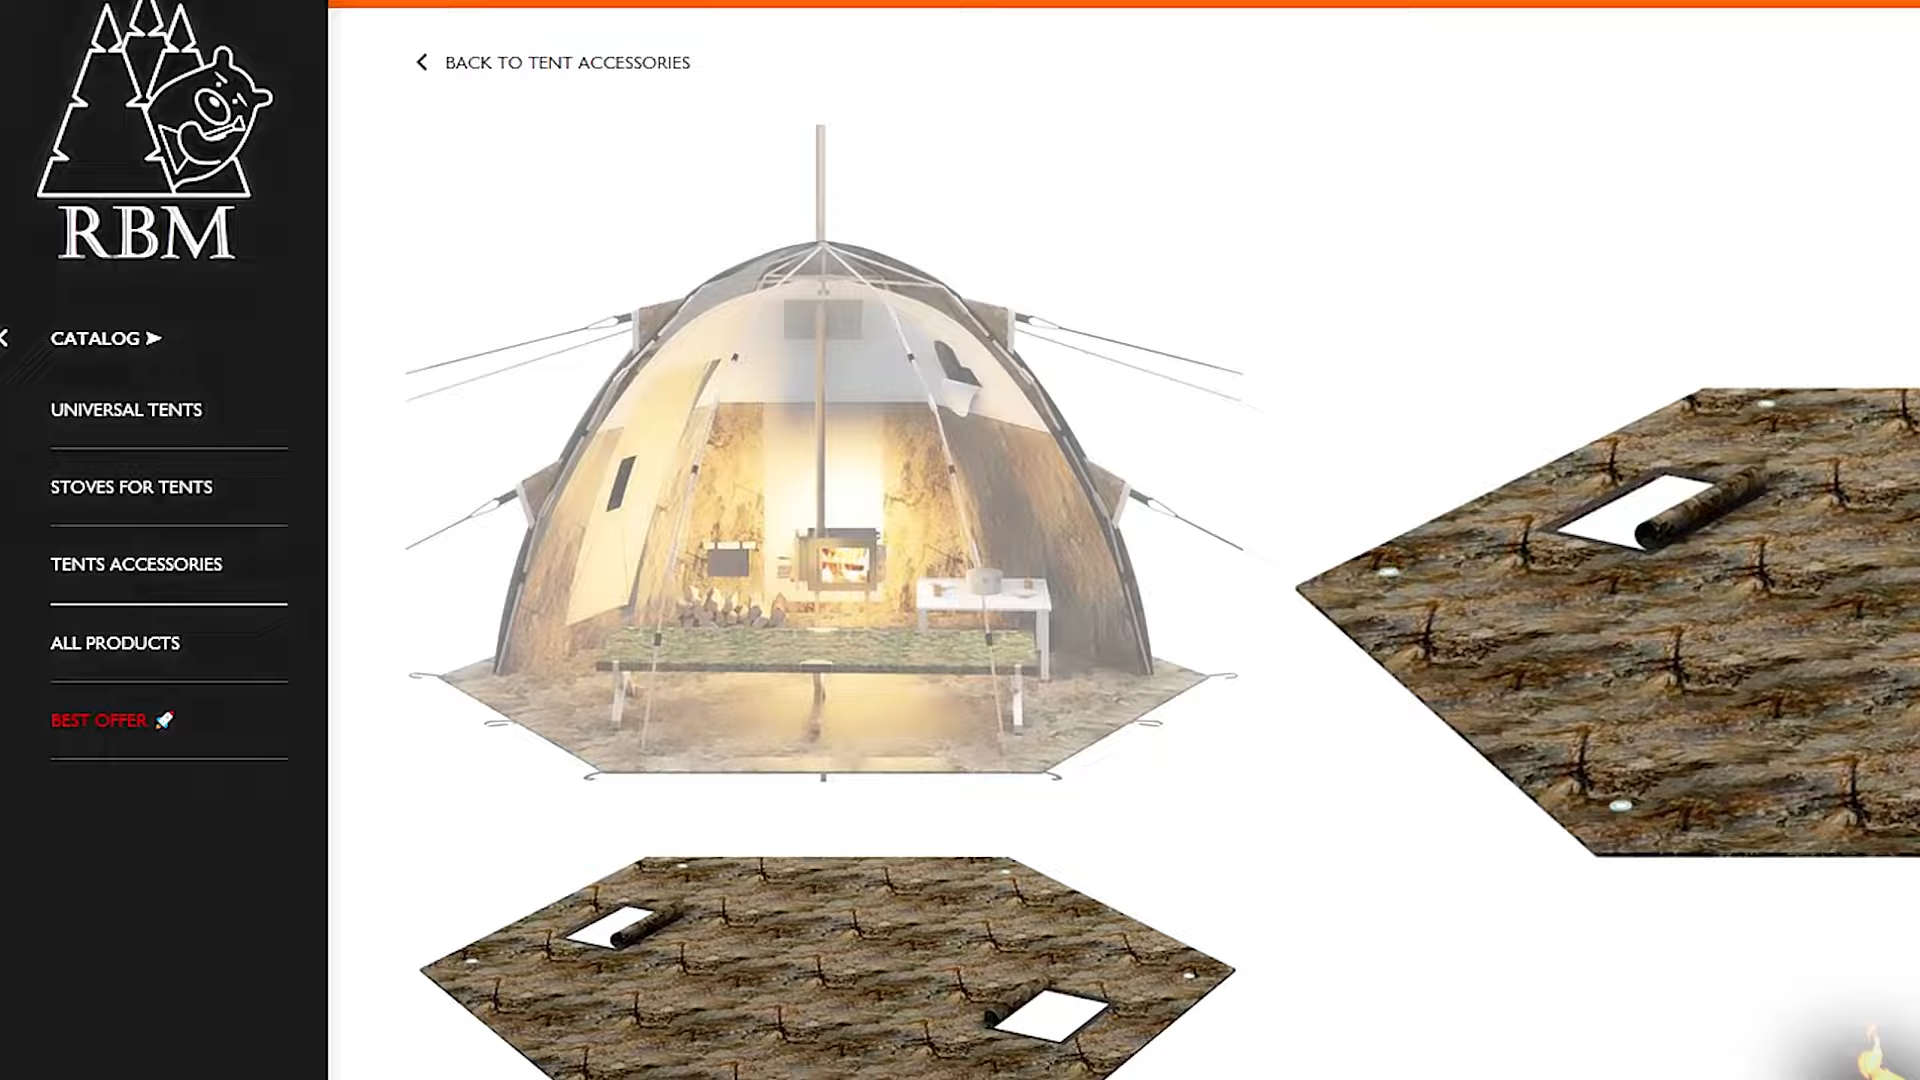 RBM
CATALOG ➤
UNIVERSAL TENTS
STOVES FOR TENTS
TENTS ACCESSORIES
ALL PRODUCTS
BEST OFFER 🚀
BACK TO TENT ACCESSORIES